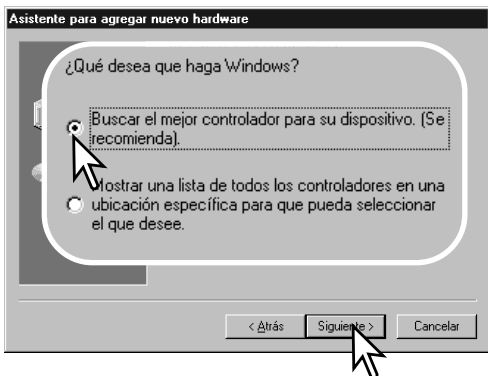 Asistente para agregar nuevo hardware
¿Qué desea que haga Windows?
Buscar el mejor controlador para su dispositivo. (Se
recomienda).
Mostrar una lista de todos los controladores en una
ubicación específica para que pueda seleccionar
el que desee.
< Atrás Siguiente > Cancelar